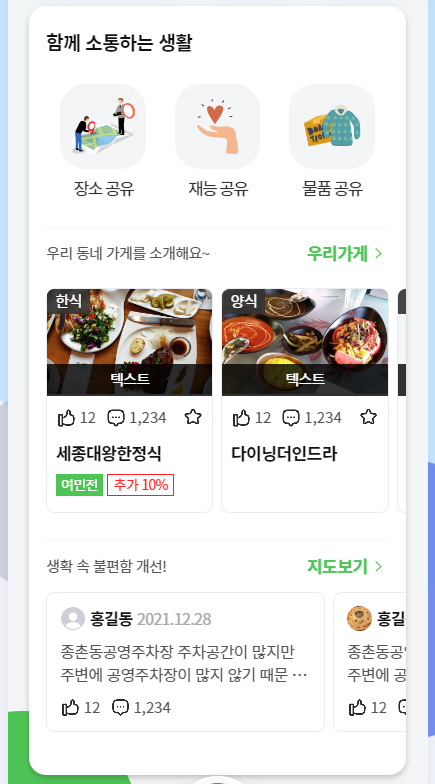 함께 소통하는 생활
장소 공유
재능 공유
물품 공유
우리 동네 가게를 소개해요~
우리가게
한식
양식
텍스트
텍스트
12
1,234
12
1,234
세종대왕한정식
다이닝더인드라
여민전
추가 10%
생활 속 불편함 개선!
지도보기
홍길동 2021.12.28
종촌동공영주차장 주차공간이 많지만
주변에 공영주차장이 많지 않기 때문 ⋯
12
1,234
홍길
종촌동공영
주변에 공
12